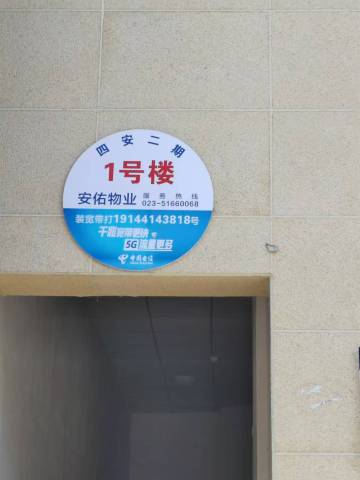 四安二期
1号楼
安佑物业 服务热线 023-51660068
装宽带打19144143818号
千兆宽带更快
5G流量更多
中国电信